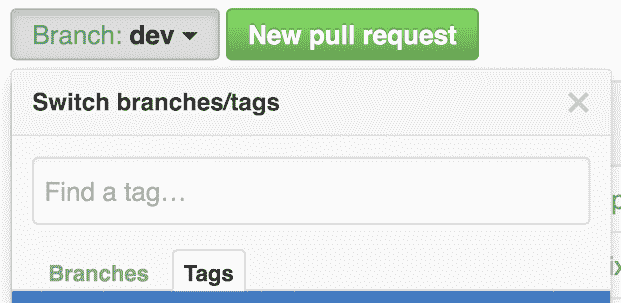 Branch: dev
New pull request
Switch branches/tags
Find a tag…
Branches
Tags